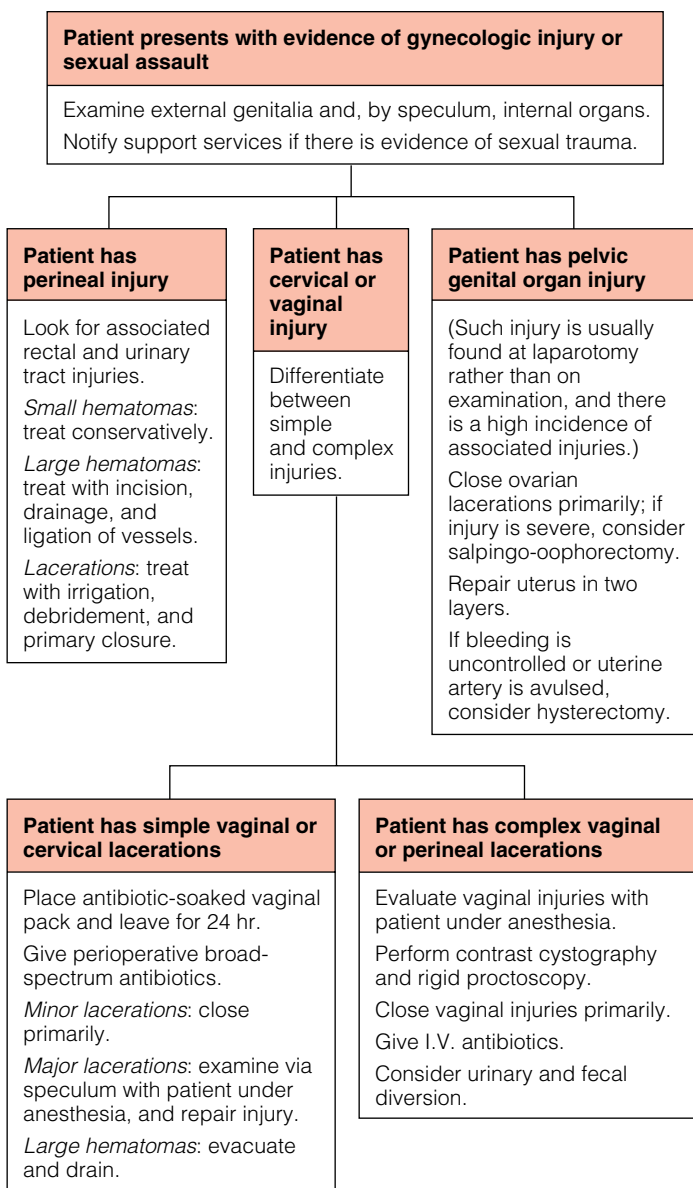 Patient presents with evidence of gynecologic injury or
sexual assault
Examine external genitalia and, by speculum, internal organs.
Notify support services if there is evidence of sexual trauma.
Patient has
perineal injury
Look for associated
rectal and urinary
tract injuries.
Small hematomas:
treat conservatively.
Large hematomas:
treat with incision,
drainage, and
ligation of vessels.
Lacerations: treat
with irrigation,
debridement, and
primary closure.
Patient has
cervical or
vaginal
injury
Differentiate
between
simple
and complex
injuries.
Patient has pelvic
genital organ injury
(Such injury is usually
found at laparotomy
rather than on
examination, and there
is a high incidence of
associated injuries.)
Close ovarian
lacerations primarily; if
injury is severe, consider
salpingo-oophorectomy.
Repair uterus in two
layers.
If bleeding is
uncontrolled or uterine
artery is avulsed,
consider hysterectomy.
Patient has simple vaginal or
cervical lacerations
Place antibiotic-soaked vaginal
pack and leave for 24 hr.
Give perioperative broad-
spectrum antibiotics.
Minor lacerations: close
primarily.
Major lacerations: examine via
speculum with patient under
anesthesia, and repair injury.
Large hematomas: evacuate
and drain.
Patient has complex vaginal
or perineal lacerations
Evaluate vaginal injuries with
patient under anesthesia.
Perform contrast cystography
and rigid proctoscopy.
Close vaginal injuries primarily.
Give I.V. antibiotics.
Consider urinary and fecal
diversion.